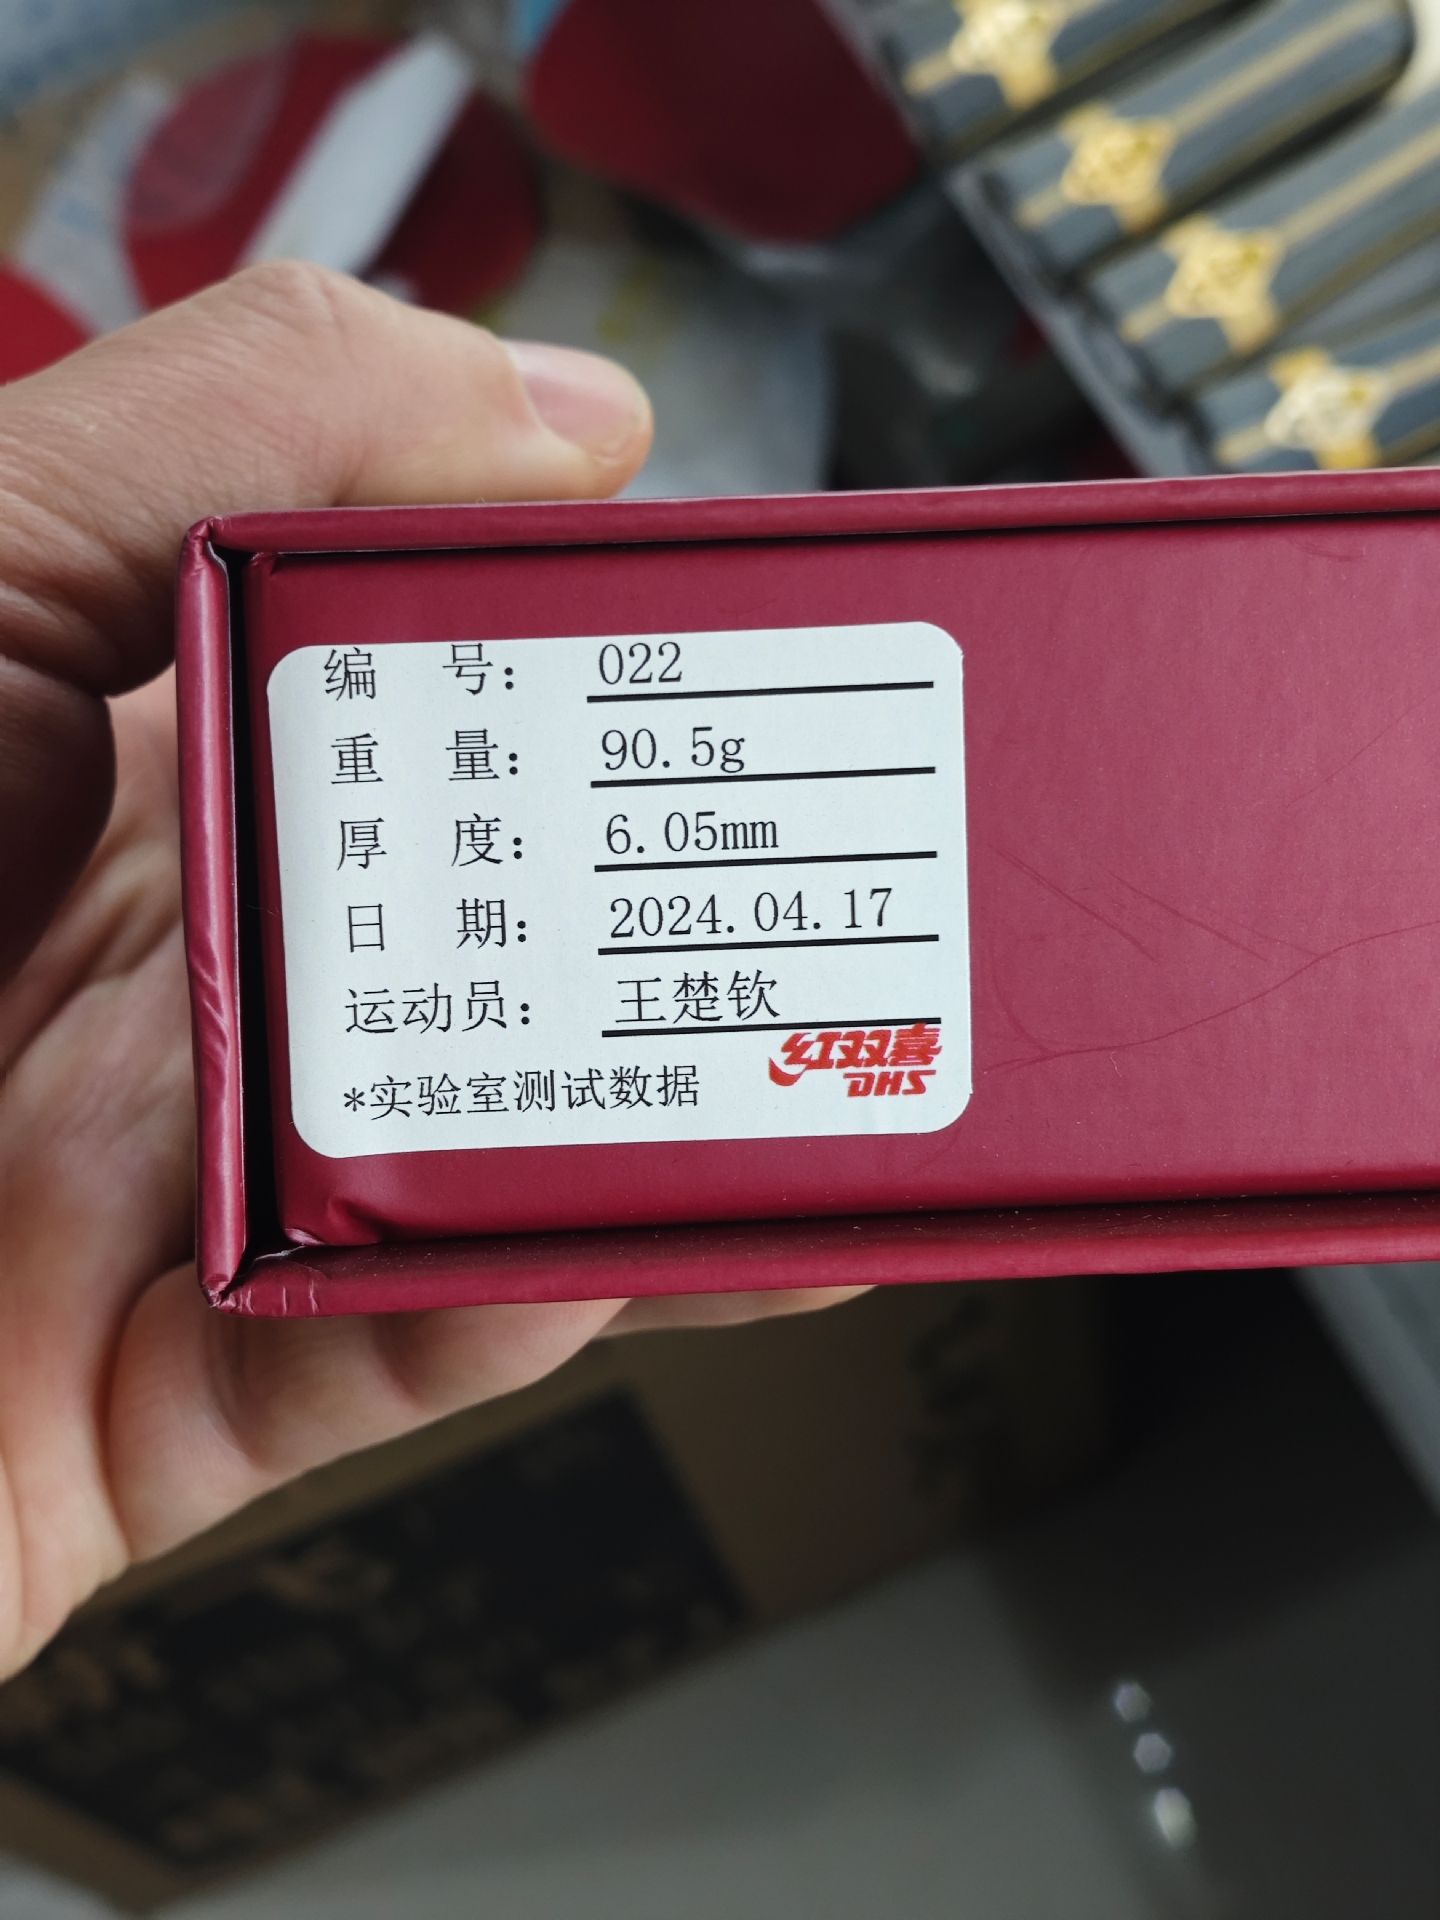 编 号： 022
重 量： 90.5g
厚 度： 6.05mm
日 期： 2024.04.17
运动员： 王楚钦
*实验室测试数据
红双喜
DHS